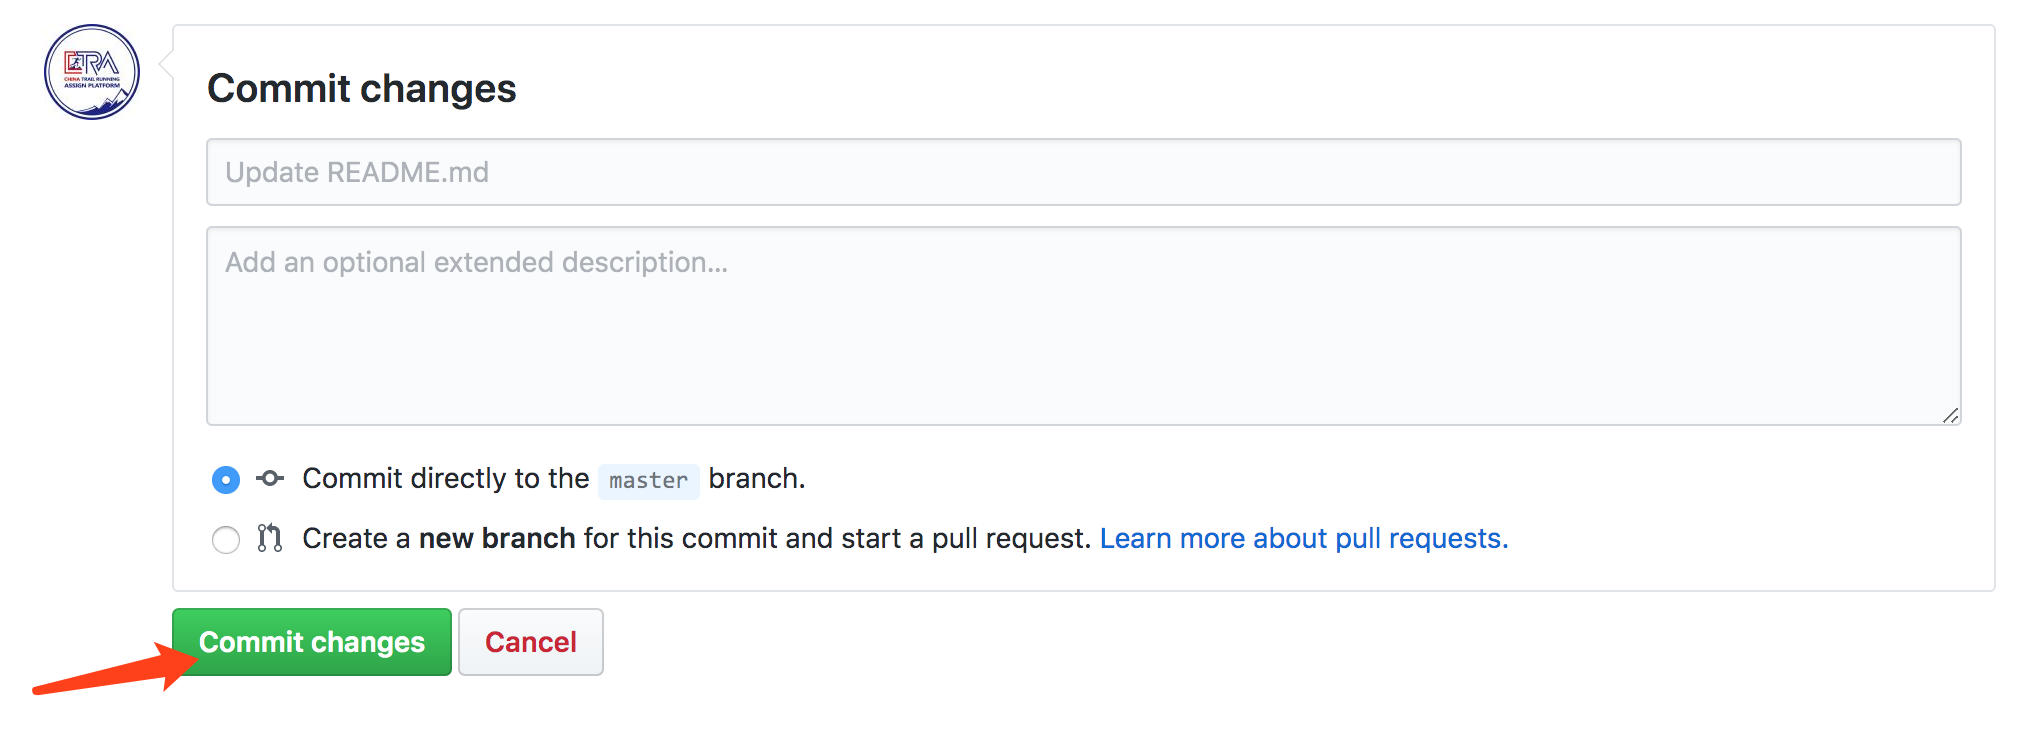 CTRA
CHINA TRAIL RUNNING
ASSIGN PLATFORM
Commit changes
Update README.md
Add an optional extended description...
Commit directly to the master branch.
Create a new branch for this commit and start a pull request. Learn more about pull requests.
Commit changes
Cancel